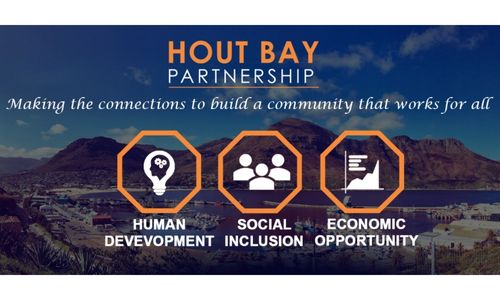 HOUT BAY
PARTNERSHIP
Making the connections to build a community that works for all
HUMAN
DEVEVOPMENT
SOCIAL
INCLUSION
ECONOMIC
OPPORTUNITY